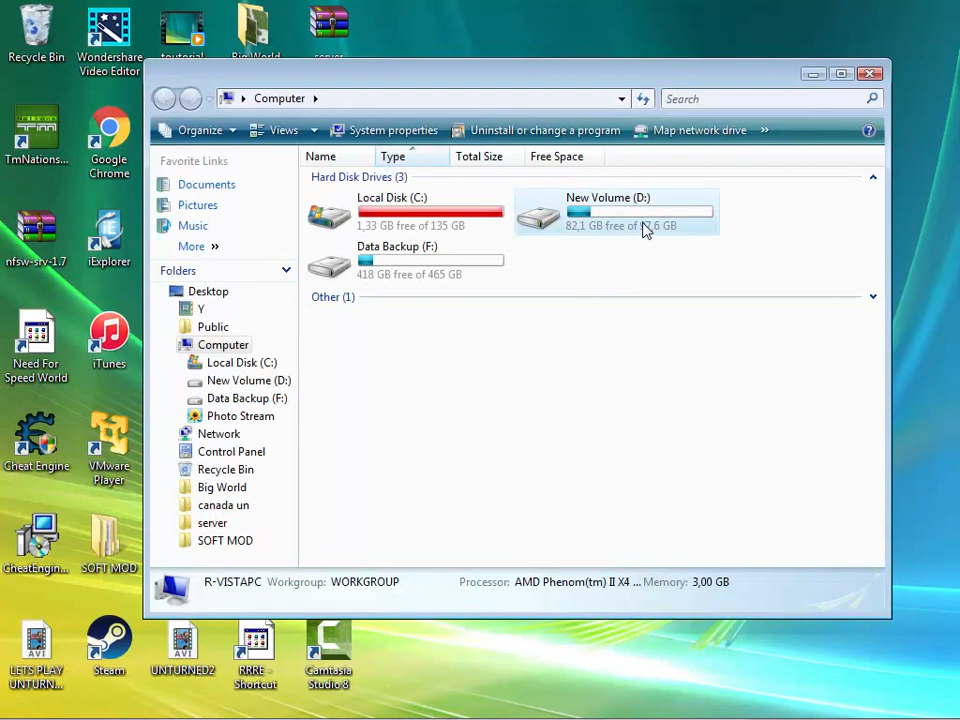 Recycle Bin
Wondershare
Video Editor
Big World
server
Computer
Search
Organize
Views
System properties
Uninstall or change a program
Map network drive
»
TmNations...
Google
Chrome
Favorite Links
Documents
Pictures
Music
More »
Folders
Desktop
Y
Public
Computer
Local Disk (C:)
New Volume (D:)
Data Backup (F:)
Photo Stream
Network
Control Panel
Recycle Bin
Big World
canada un
server
SOFT MOD
Name
Type
Total Size
Free Space
Hard Disk Drives (3)
Local Disk (C:)
1,33 GB free of 135 GB
New Volume (D:)
82,1 GB free of
Data Backup (F:)
418 GB free of 465 GB
Other (1)
nfsw-srv-1.7
iExplorer
Need For
Speed World
iTunes
Cheat Engine
VMware
Player
CheatEngin...
SOFT MOD
R-VISTAPC
Workgroup: WORKGROUP
Processor: AMD Phenom(tm) II X4 ...
Memory: 3,00 GB
AVI
LETS PLAY
UNTURN...
Steam
AVI
UNTURNED2
RRRE -
Shortcut
Camtasia
Studio 8